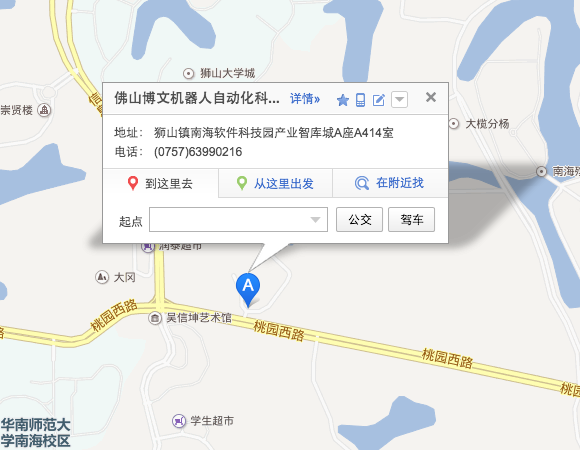 狮山大学城
佛山博文机器人自动化科... 详情»
崇贤楼
大榄分杨
地址： 狮山镇南海软件科技园产业智库城A座A414室
电话： (0757)63990216
到这里去 从这里出发 在附近找
起点 公交 驾车
润泰超市
大冈
A
桃园西路
吴信坤艺术馆
桃园西路
桃园西路
桃园
学生超市
华南师范大
学南海校区